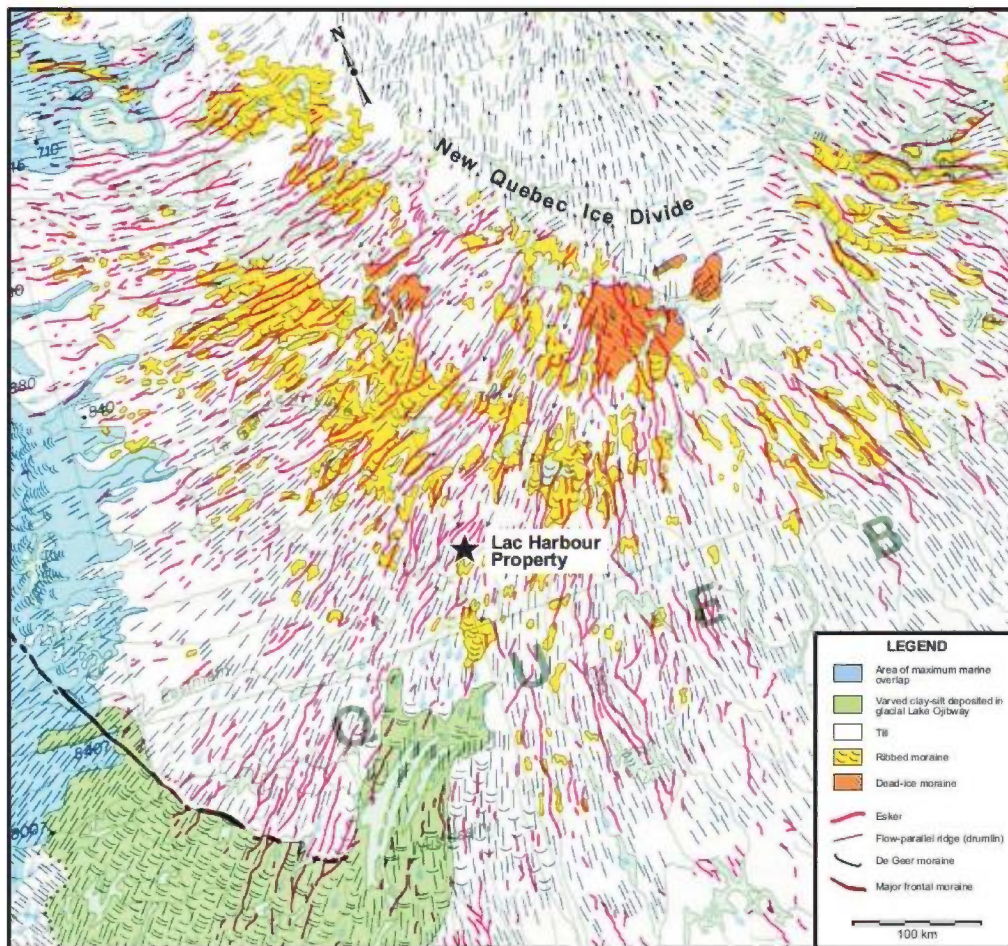 N
New Quebec Ice Divide
710
840
Lac Harbour
Property
Q U E B
LEGEND
Area of maximum marine
overlap
Varved clay-silt deposited in
glacial Lake Ojibway
Till
Ribbed moraine
Dead-ice moraine
Esker
Flow-parallel ridge (drumlin)
De Geer moraine
Major frontal moraine
100 km